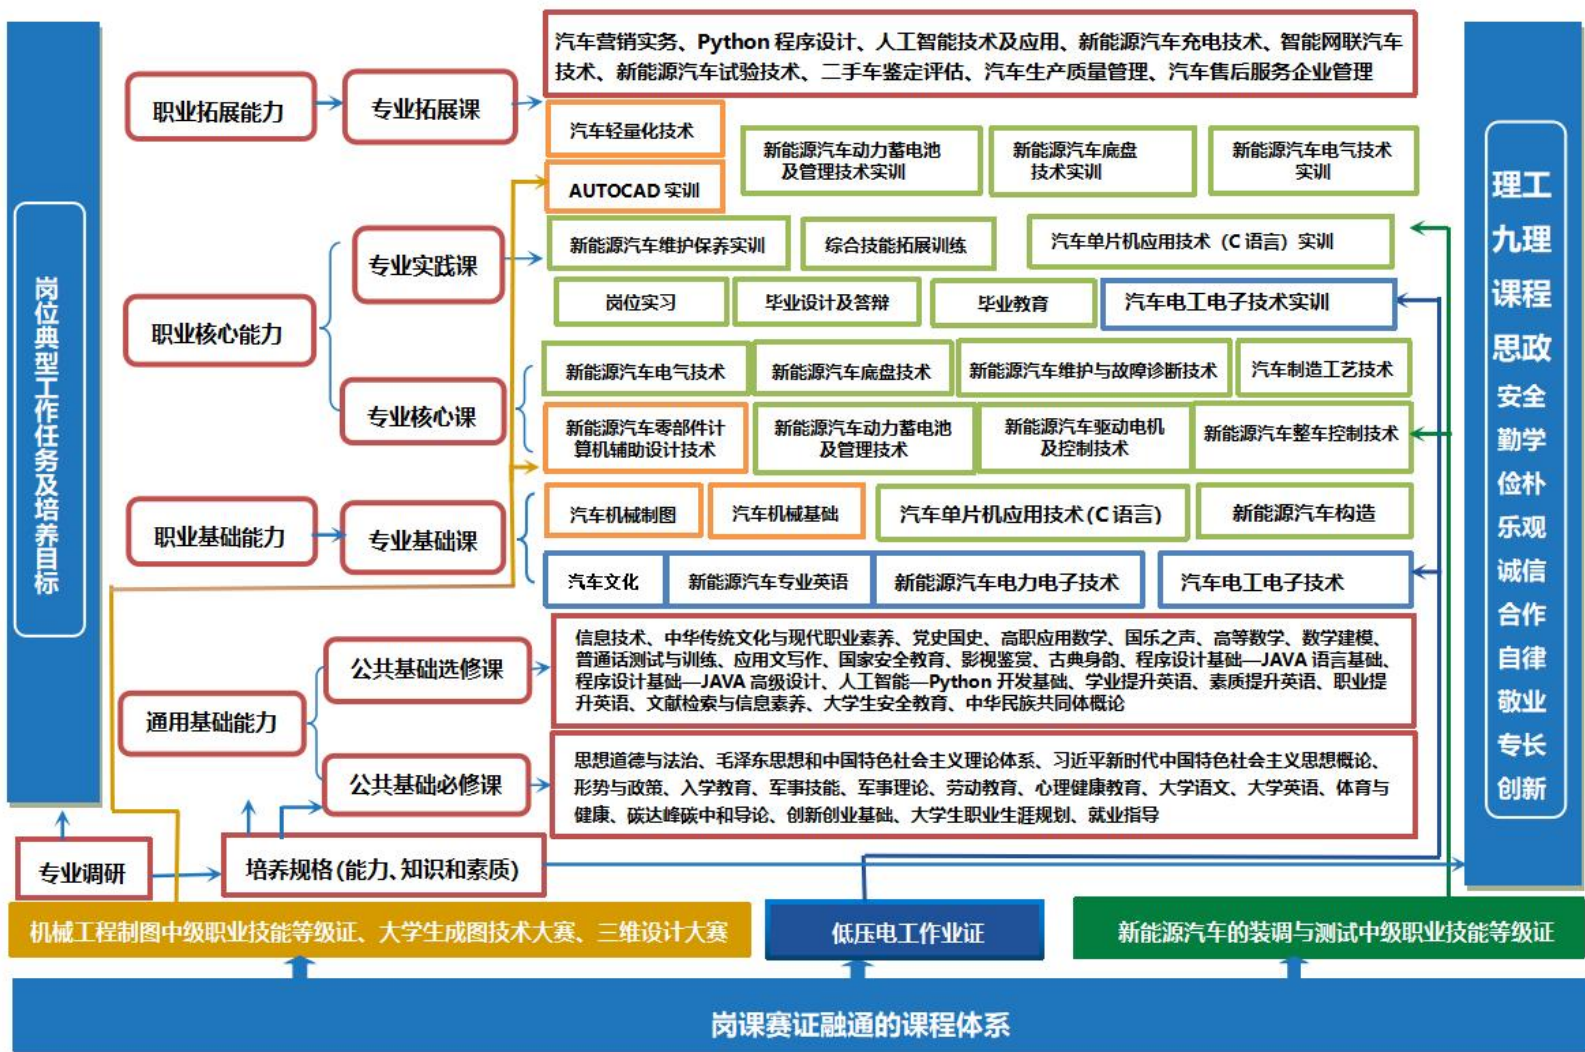 岗位典型工作任务及培养目标
职业拓展能力
专业拓展课
汽车营销实务、Python 程序设计、人工智能技术及应用、新能源汽车充电技术、智能网联汽车
技术、新能源汽车试验技术、二手车鉴定评估、汽车生产质量管理、汽车售后服务企业管理
汽车轻量化技术
AUTOCAD 实训
新能源汽车动力蓄电池
及管理技术实训
新能源汽车底盘
技术实训
新能源汽车电气技术
实训
职业核心能力
专业实践课
新能源汽车维护保养实训
综合技能拓展训练
汽车单片机应用技术（C 语言）实训
岗位实习
毕业设计及答辩
毕业教育
汽车电工电子技术实训
专业核心课
新能源汽车电气技术
新能源汽车底盘技术
新能源汽车维护与故障诊断技术
汽车制造工艺技术
新能源汽车零部件计
算机辅助设计技术
新能源汽车动力蓄电池
及管理技术
新能源汽车驱动电机
及控制技术
新能源汽车整车控制技术
职业基础能力
专业基础课
汽车机械制图
汽车机械基础
汽车单片机应用技术(C 语言)
新能源汽车构造
汽车文化
新能源汽车专业英语
新能源汽车电力电子技术
汽车电工电子技术
通用基础能力
公共基础选修课
信息技术、中华传统文化与现代职业素养、党史国史、高职应用数学、国乐之声、高等数学、数学建模、
普通话测试与训练、应用文写作、国家安全教育、影视鉴赏、古典身韵、程序设计基础—JAVA 语言基础、
程序设计基础—JAVA 高级设计、人工智能—Python 开发基础、学业提升英语、素质提升英语、职业提
升英语、文献检索与信息素养、大学生安全教育、中华民族共同体概论
公共基础必修课
思想道德与法治、毛泽东思想和中国特色社会主义理论体系、习近平新时代中国特色社会主义思想概论、
形势与政策、入学教育、军事技能、军事理论、劳动教育、心理健康教育、大学语文、大学英语、体育与
健康、碳达峰碳中和导论、创新创业基础、大学生职业生涯规划、就业指导
理工
九理
课程
思政
安全
勤学
俭朴
乐观
诚信
合作
自律
敬业
专长
创新
专业调研
培养规格(能力、知识和素质)
机械工程制图中级职业技能等级证、大学生成图技术大赛、三维设计大赛
低压电工作业证
新能源汽车的装调与测试中级职业技能等级证
岗课赛证融通的课程体系